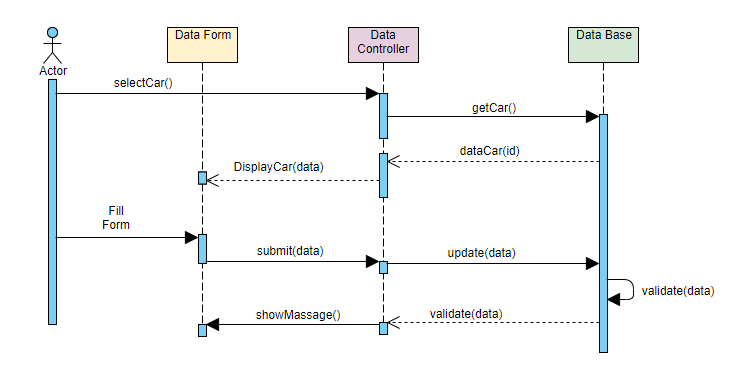 Data Form
Data
Controller
Data Base
Actor
selectCar()
getCar()
dataCar(id)
DisplayCar(data)
Fill
Form
submit(data)
update(data)
validate(data)
showMassage()
validate(data)